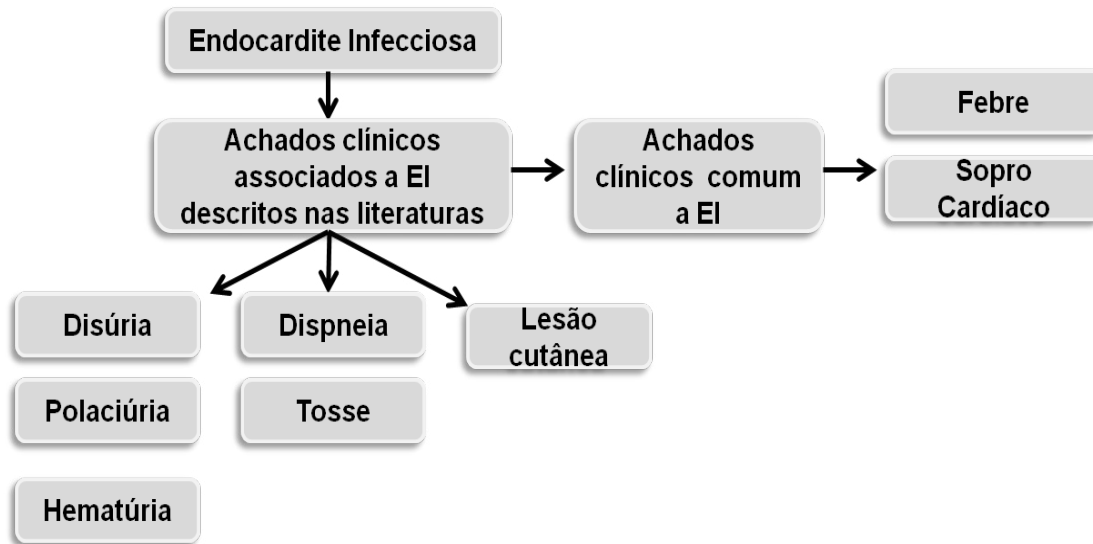 Endocardite Infecciosa
Achados clínicos
associados a EI
descritos nas literaturas
Achados
clínicos comum
a EI
Febre
Sopro
Cardíaco
Disúria
Dispneia
Lesão
cutânea
Polaciúria
Tosse
Hematúria